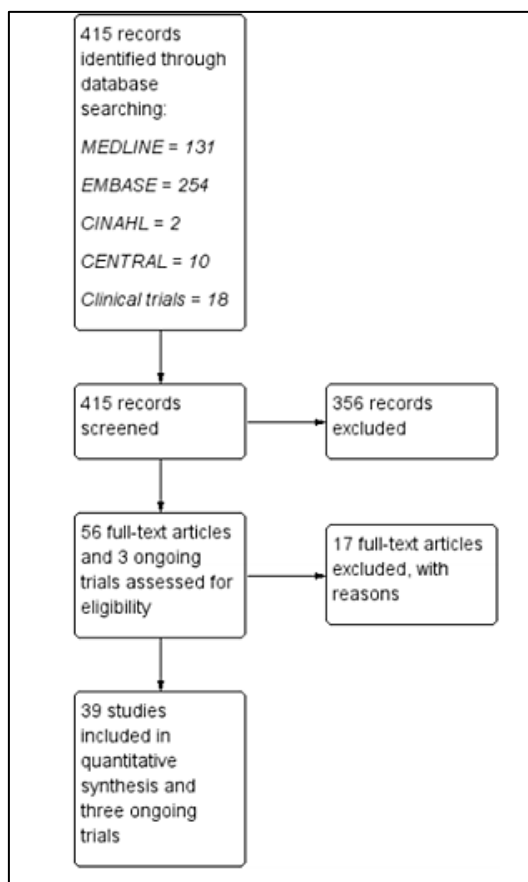 415 records
identified through
database
searching:
MEDLINE = 131
EMBASE = 254
CINAHL = 2
CENTRAL = 10
Clinical trials = 18
415 records
screened
356 records
excluded
56 full-text articles
and 3 ongoing
trials assessed for
eligibility
17 full-text articles
excluded, with
reasons
39 studies
included in
quantitative
synthesis and
three ongoing
trials